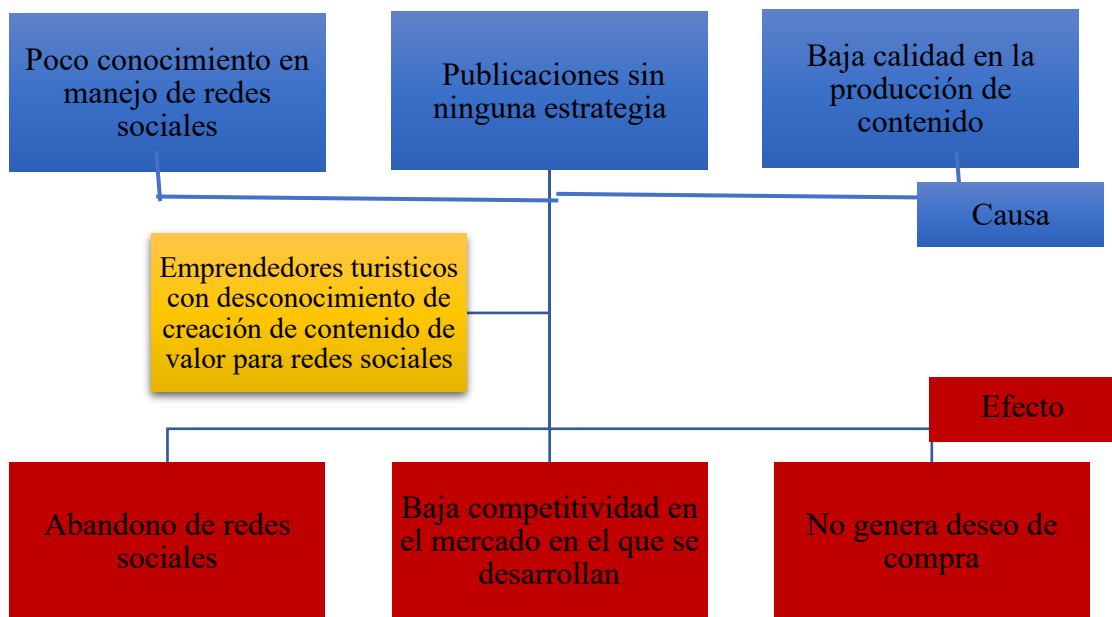 Poco conocimiento en
manejo de redes
sociales
Publicaciones sin
ninguna estrategia
Baja calidad en la
producción de
contenido
Causa
Emprendedores turisticos
con desconocimiento de
creación de contenido de
valor para redes sociales
Efecto
Abandono de redes
sociales
Baja competitividad en
el mercado en el que se
desarrollan
No genera deseo de
compra